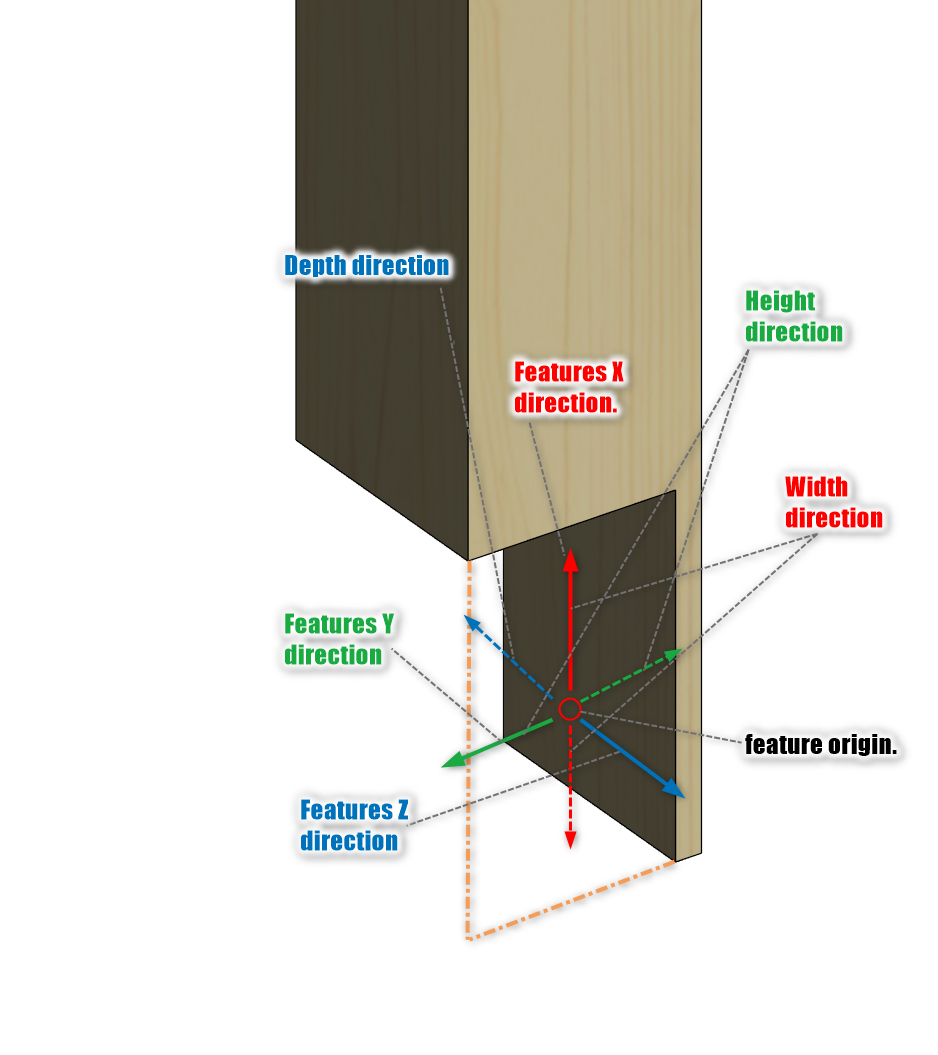 Depth direction
Height
direction
Features X
direction.
Width
direction
Features Y
direction
feature origin.
Features Z
direction